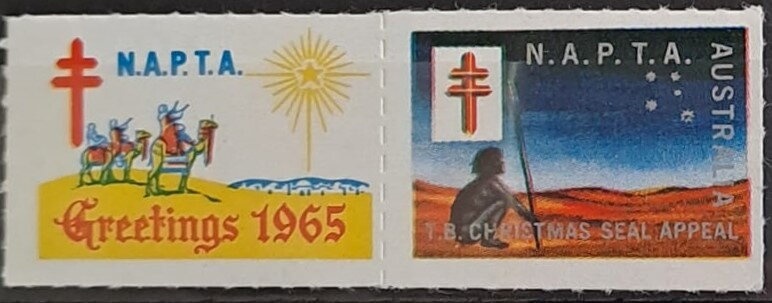 N.A.P.T.A.
Greetings 1965
N.A.P.T.A.
AUSTRALIA
T.B. CHRISTMAS SEAL APPEAL